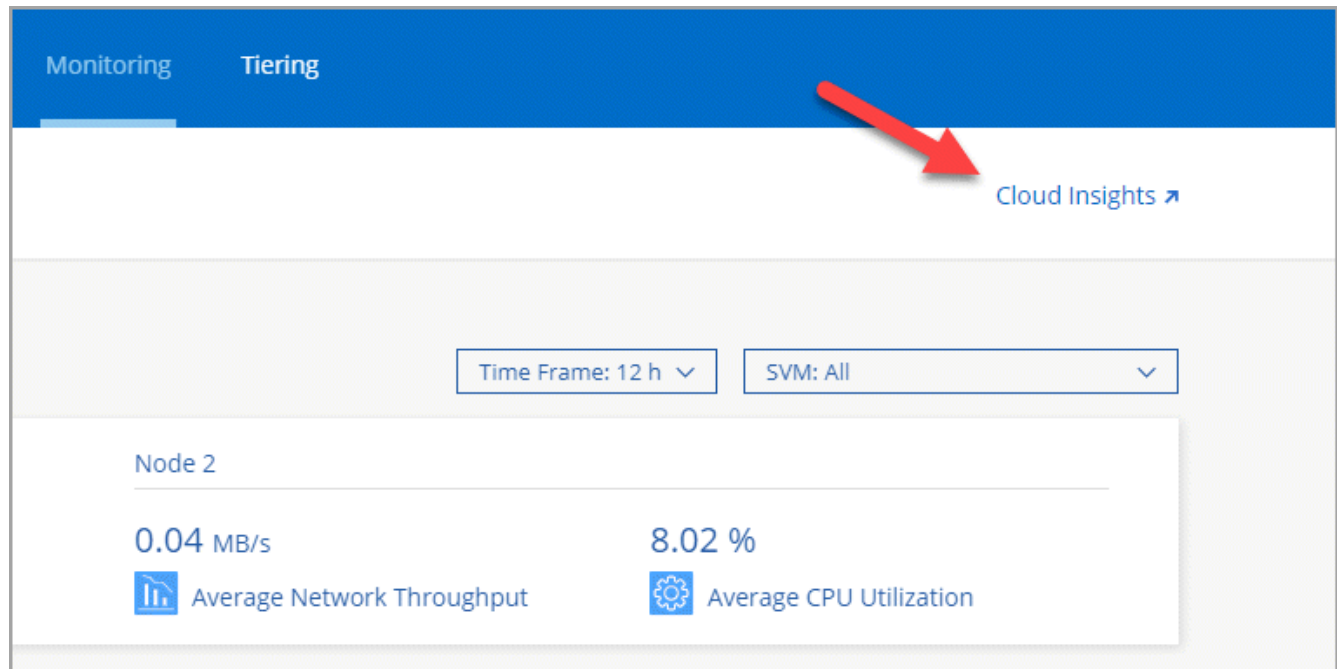 Monitoring Tiering
Cloud Insights
Time Frame: 12 h SVM: All
Node 2
0.04 MB/s 8.02 %
Average Network Throughput Average CPU Utilization